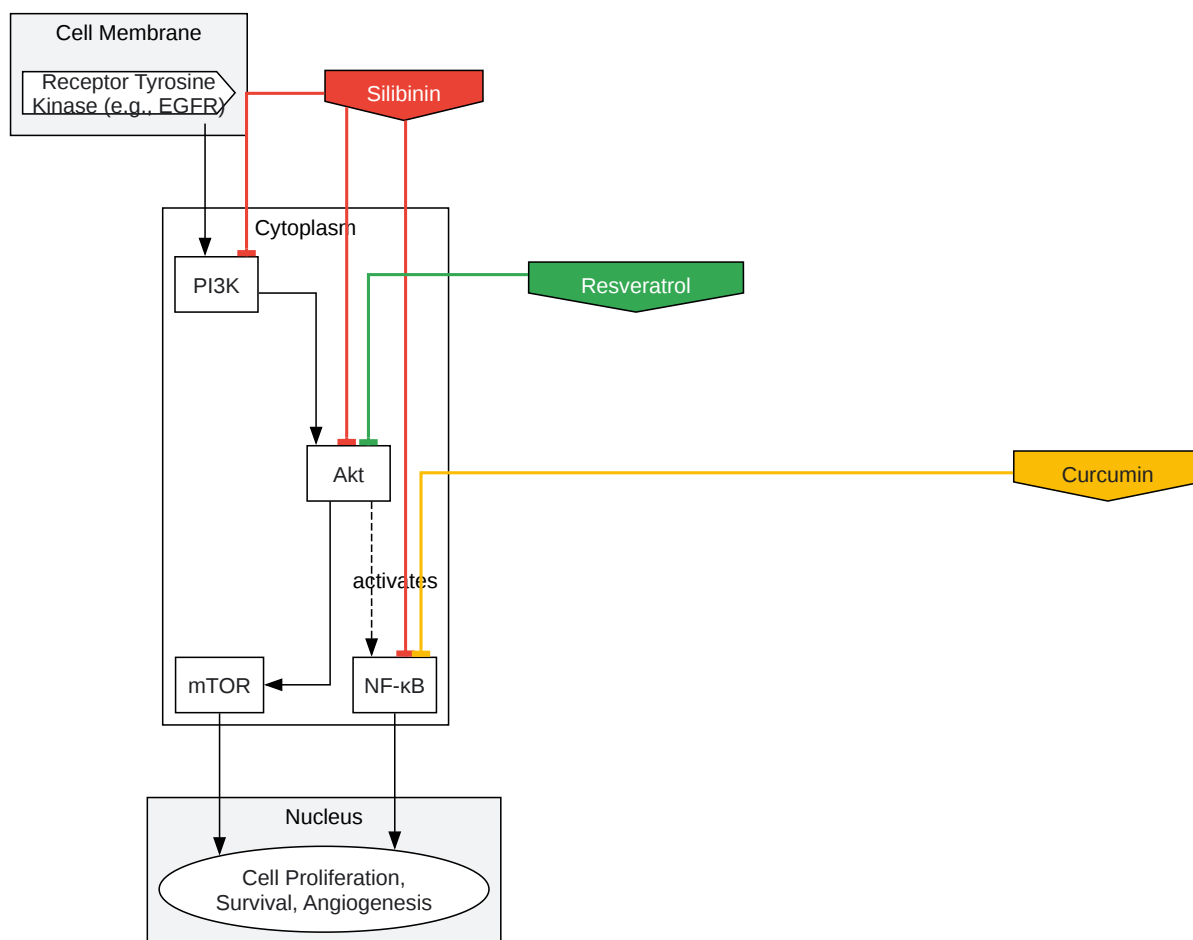 Cell Membrane
Receptor Tyrosine
Kinase (e.g., EGFR)
Silibinin
Cytoplasm
PI3K
Resveratrol
Akt
Curcumin
activates
mTOR
NF-κB
Nucleus
Cell Proliferation,
Survival, Angiogenesis